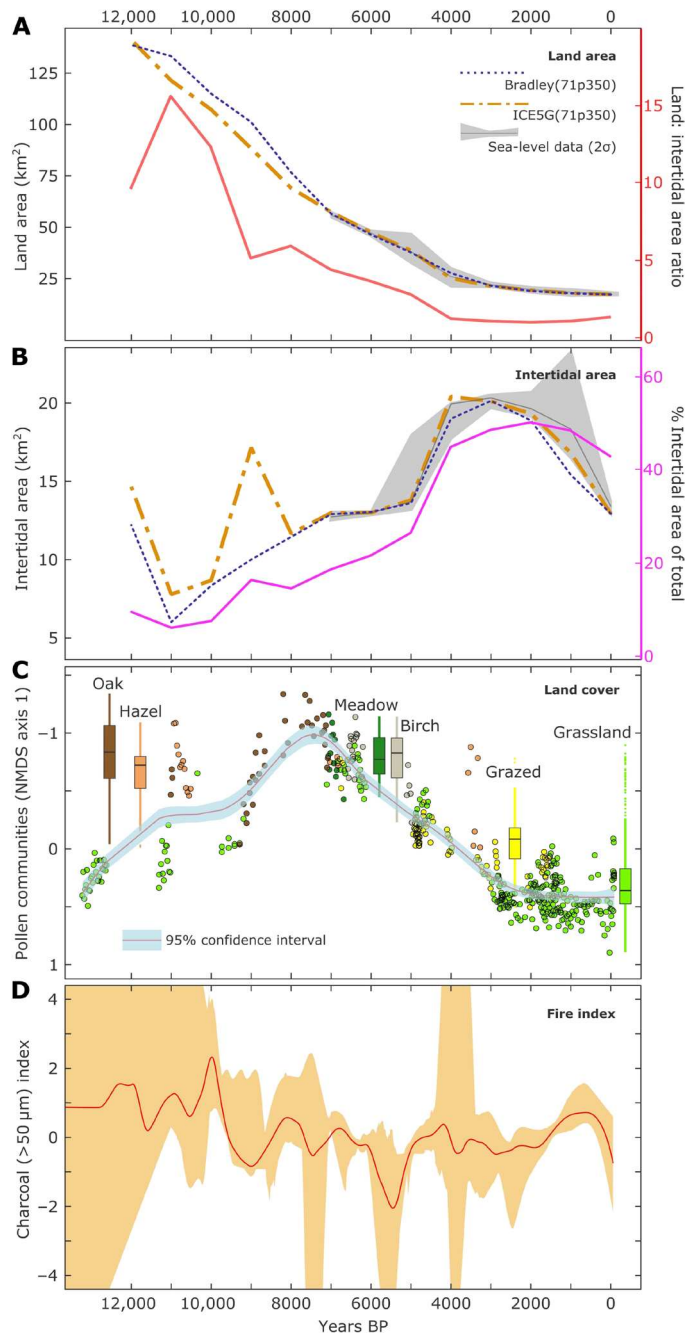 A
12,000 10,000 8000 6000 4000 2000 0
Land area
Bradley(71p350)
ICE5G(71p350)
Sea-level data (2σ)
125
100
75
50
25
Land area (km²)
15
10
5
0
Land: intertidal area ratio
B
Intertidal area
20
15
10
5
Intertidal area (km²)
60
40
20
0
% Intertidal area of total
C
Land cover
Oak
Hazel
Meadow
Birch
Grazed
Grassland
-1
0
1
Pollen communities (NMDS axis 1)
95% confidence interval
D
Fire index
4
2
0
−2
−4
Charcoal (>50 μm) index
12,000 10,000 8000 6000 4000 2000 0
Years BP